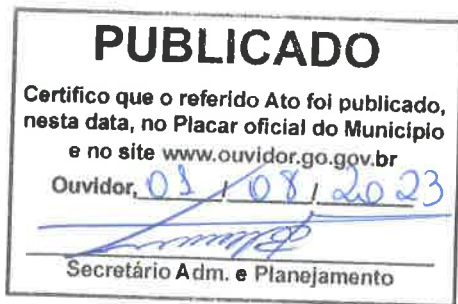 PUBLICADO
Certifico que o referido Ato foi publicado,
nesta data, no Placar oficial do Município
e no site www.ouvidor.go.gov.br
Ouvidor, 01 / 08 / 2023
Secretário Adm. e Planejamento